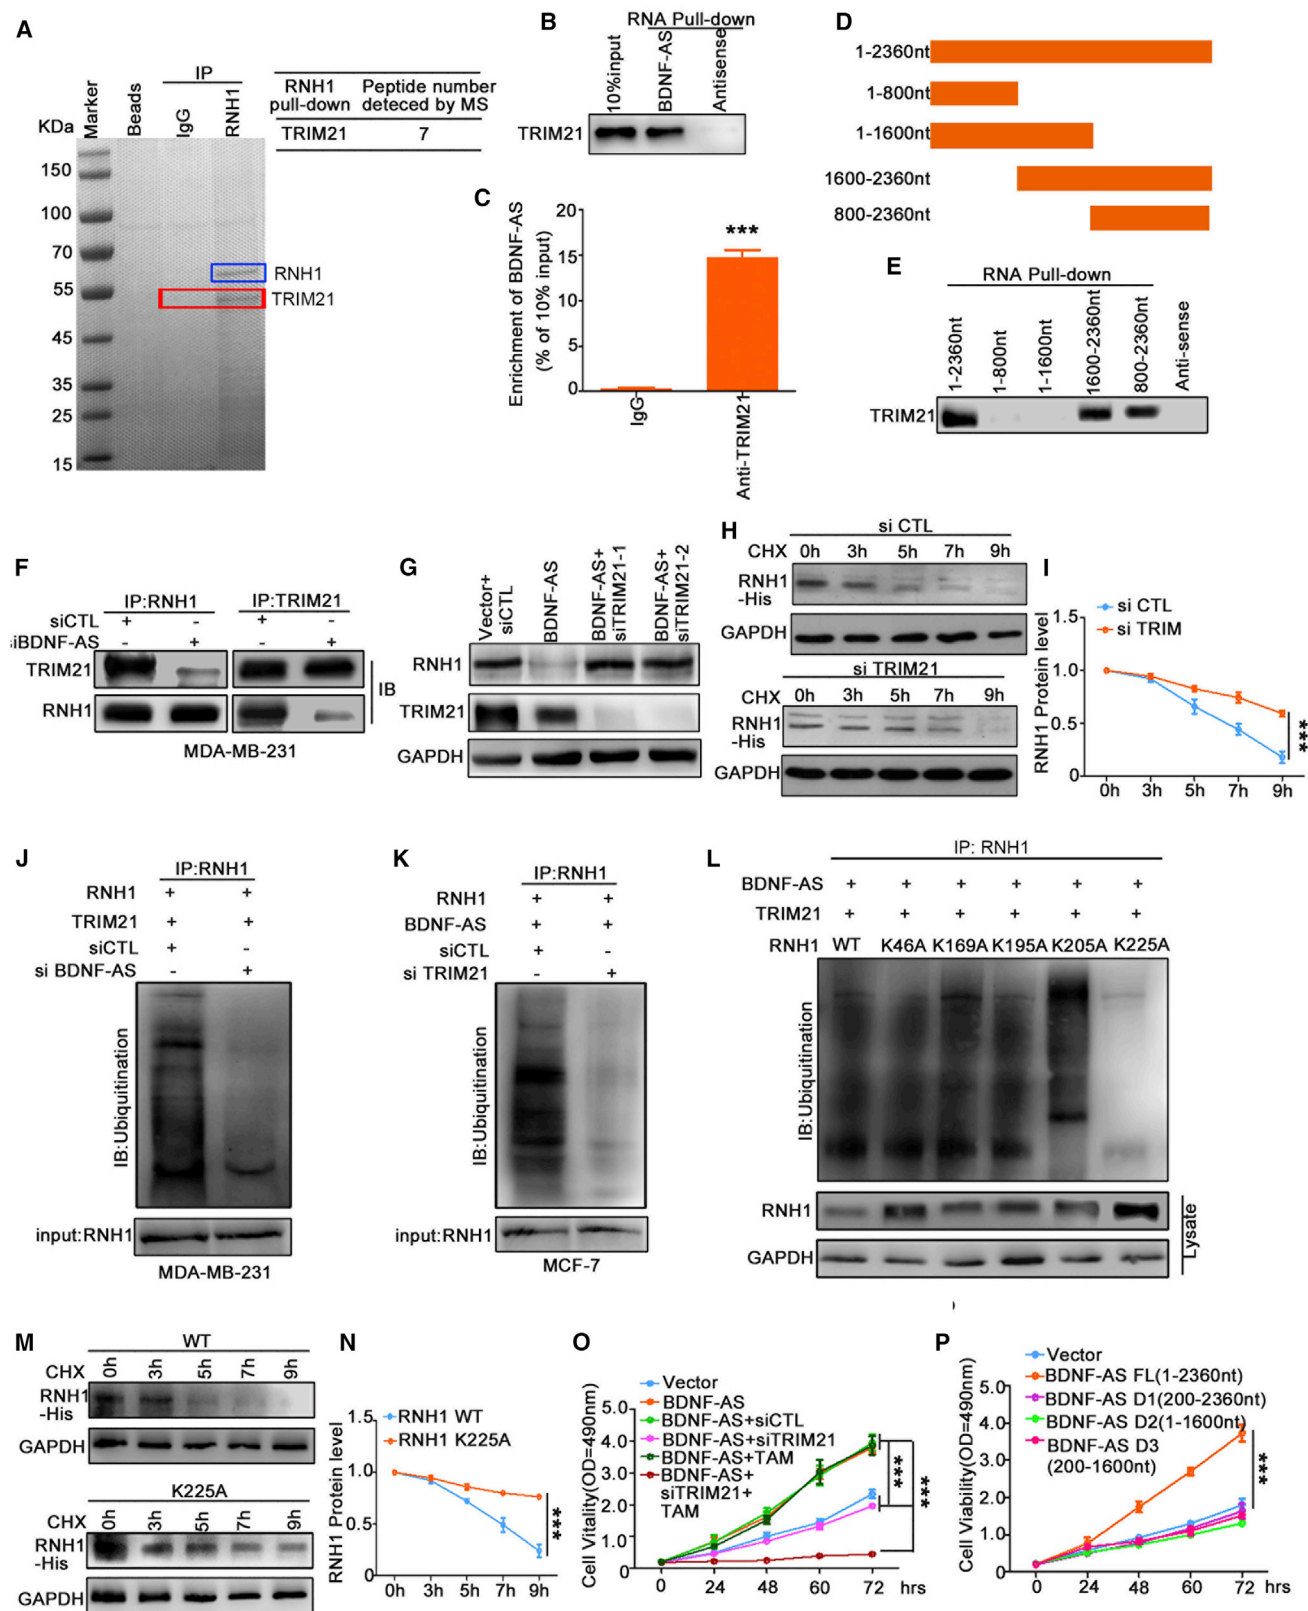 A
IP
Marker
Beads
IgG
RNH1
KDa
150
100
70
55
45
35
25
15
RNH1
TRIM21
RNH1 pull-down
Peptide number deteced by MS
TRIM21 7
B
RNA Pull-down
10%input
BDNF-AS
Antisense
TRIM21
C
Enrichment of BDNF-AS
(% of 10% input)
20
15
10
5
0
***
IgG
Anti-TRIM21
D
1-2360nt
1-800nt
1-1600nt
1600-2360nt
800-2360nt
E
RNA Pull-down
1-2360nt
1-800nt
1-1600nt
1600-2360nt
800-2360nt
Anti-sense
TRIM21
F
IP:RNH1 IP:TRIM21
siCTL + - + -
iBDNF-AS - + - +
TRIM21
RNH1
IB
MDA-MB-231
G
Vector+
siCTL
BDNF-AS
BDNF-AS+
siTRIM21-1
BDNF-AS+
siTRIM21-2
RNH1
TRIM21
GAPDH
H
si CTL
CHX 0h 3h 5h 7h 9h
RNH1
-His
GAPDH
si TRIM21
CHX 0h 3h 5h 7h 9h
RNH1
-His
GAPDH
I
RNH1 Protein level
1.5
1.0
0.5
0
si CTL
si TRIM
***
0h 3h 5h 7h 9h
J
IP:RNH1
RNH1 + +
TRIM21 + +
siCTL + -
si BDNF-AS - +
IB:Ubiquitination
input:RNH1
MDA-MB-231
K
IP:RNH1
RNH1 + +
BDNF-AS + +
siCTL + -
si TRIM21 - +
IB:Ubiquitination
input:RNH1
MCF-7
L
IP: RNH1
BDNF-AS + + + + + +
TRIM21 + + + + + +
RNH1 WT K46A K169A K195A K205A K225A
IB:Ubiquitination
RNH1
GAPDH
Lysate
M
WT
CHX 0h 3h 5h 7h 9h
RNH1
-His
GAPDH
K225A
CHX 0h 3h 5h 7h 9h
RNH1
-His
GAPDH
N
RNH1 Protein level
1.5
1.0
0.5
0
RNH1 WT
RNH1 K225A
***
0h 3h 5h 7h 9h
O
Cell Vitality(OD=490nm)
5.0
4.0
3.0
2.0
1.0
0
Vector
BDNF-AS
BDNF-AS+siCTL
BDNF-AS+siTRIM21
BDNF-AS+TAM
BDNF-AS+
siTRIM21+
TAM
***
***
0 24 48 60 72 hrs
P
Cell Viability(OD=490nm)
5.0
4.0
3.0
2.0
1.0
0
Vector
BDNF-AS FL(1-2360nt)
BDNF-AS D1(200-2360nt)
BDNF-AS D2(1-1600nt)
BDNF-AS D3
(200-1600nt)
***
0 24 48 60 72 hrs